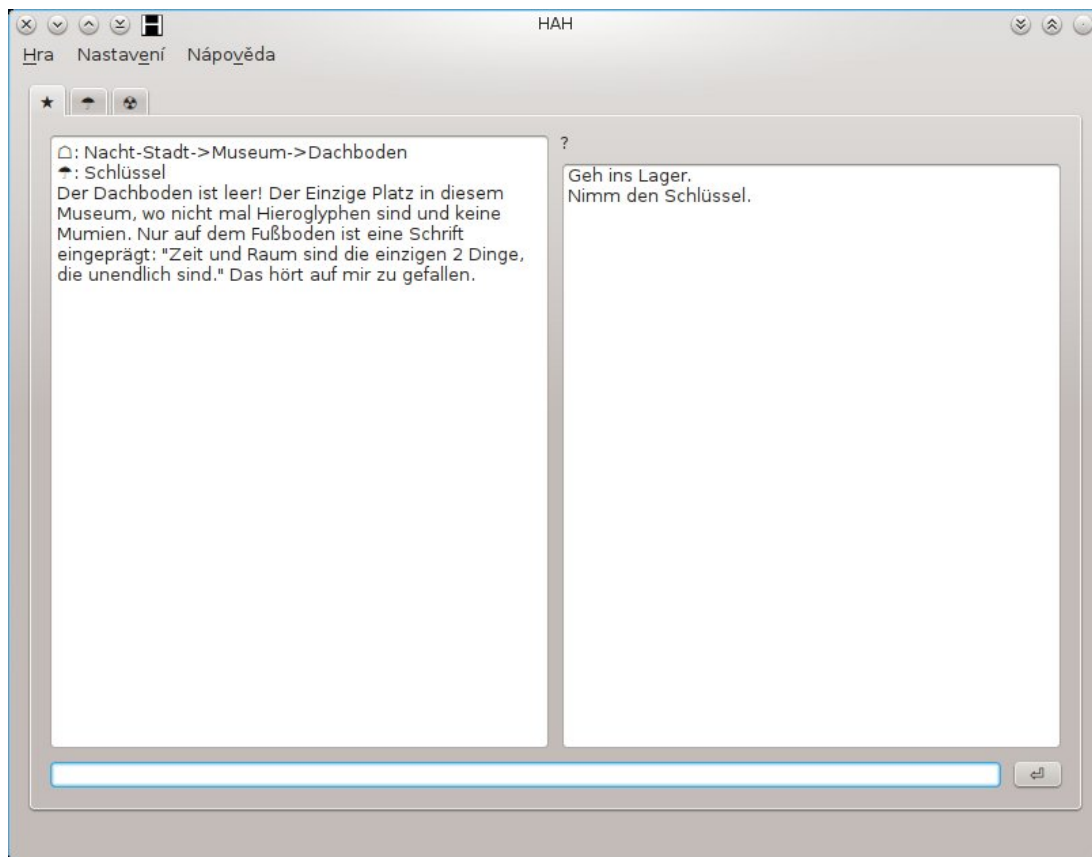 HAH
Hra Nastavení Nápověda
★ ☂ ☢
☖: Nacht-Stadt->Museum->Dachboden
☂: Schlüssel
Der Dachboden ist leer! Der Einzige Platz in diesem
Museum, wo nicht mal Hieroglyphen sind und keine
Mumien. Nur auf dem Fußboden ist eine Schrift
eingeprägt: "Zeit und Raum sind die einzigen 2 Dinge,
die unendlich sind." Das hört auf mir zu gefallen.
?
Geh ins Lager.
Nimm den Schlüssel.